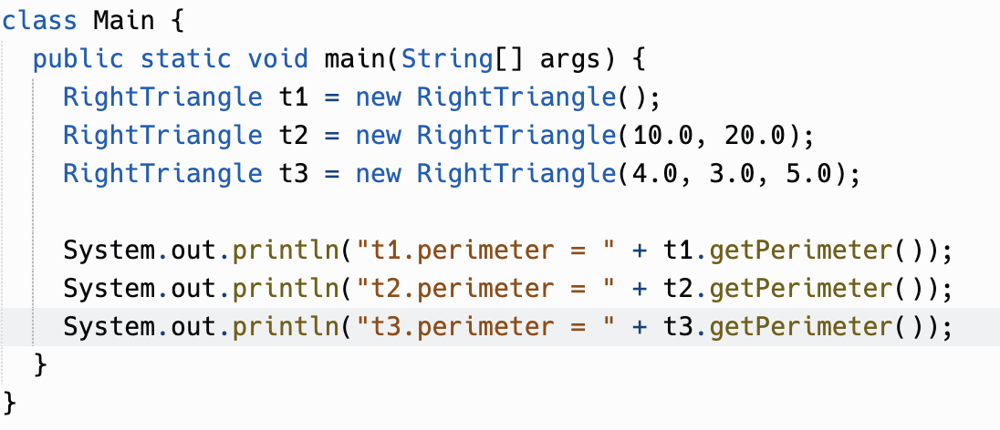 class Main {
  public static void main(String[] args) {
    RightTriangle t1 = new RightTriangle();
    RightTriangle t2 = new RightTriangle(10.0, 20.0);
    RightTriangle t3 = new RightTriangle(4.0, 3.0, 5.0);

    System.out.println("t1.perimeter = " + t1.getPerimeter());
    System.out.println("t2.perimeter = " + t2.getPerimeter());
    System.out.println("t3.perimeter = " + t3.getPerimeter());
  }
}